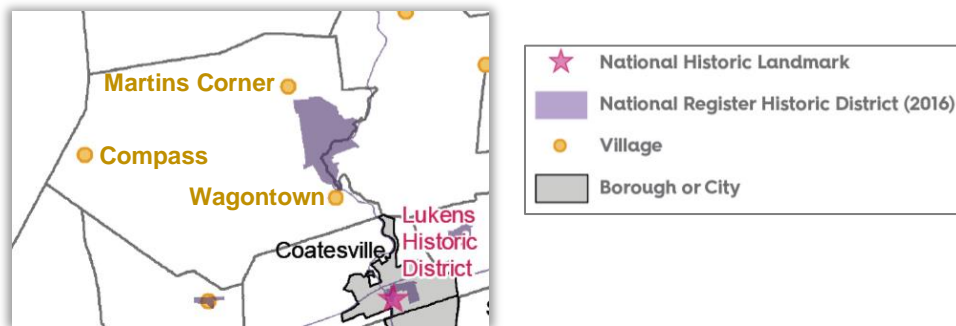 Martins Corner
Compass
Wagontown
Lukens
Historic
District
Coatesville
National Historic Landmark
National Register Historic District (2016)
Village
Borough or City